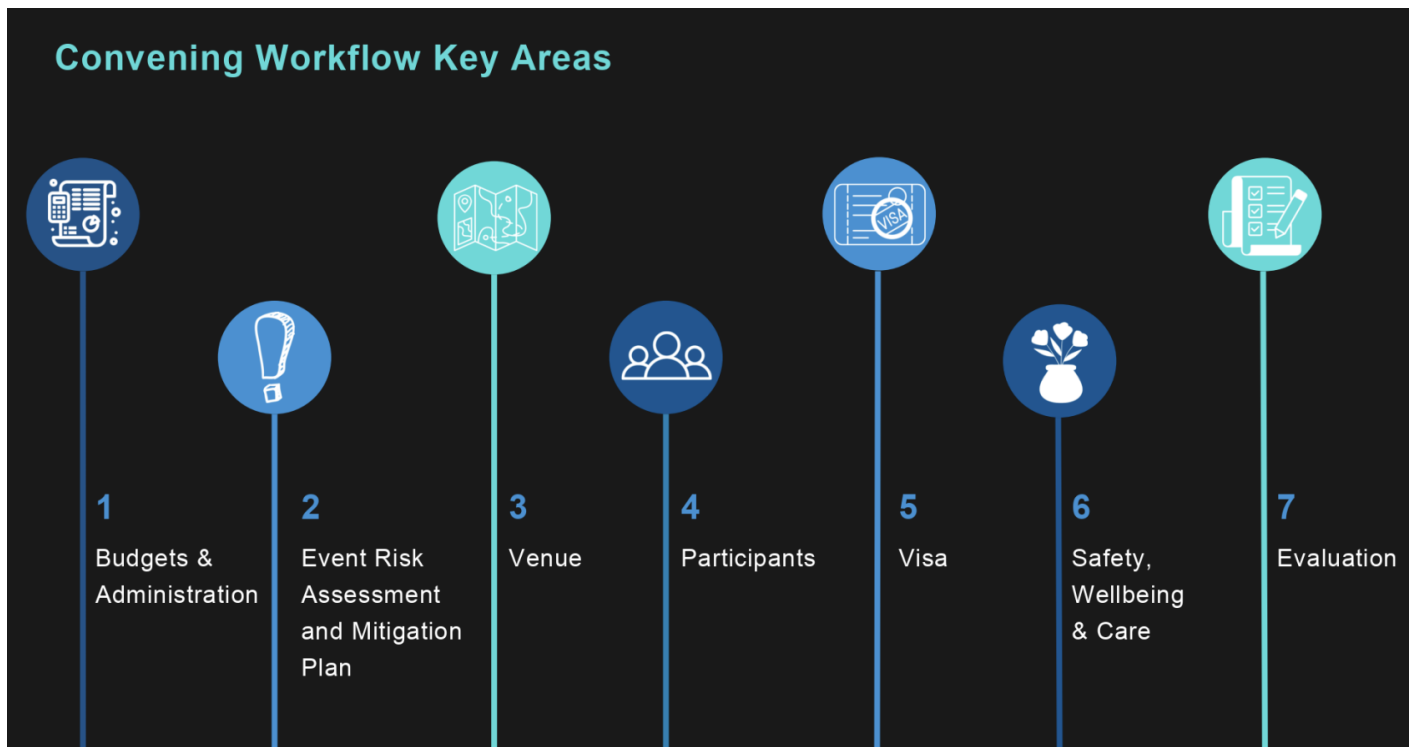 Convening Workflow Key Areas
VISA
1
Budgets &
Administration
2
Event Risk
Assessment
and Mitigation
Plan
3
Venue
4
Participants
5
Visa
6
Safety,
Wellbeing
& Care
7
Evaluation